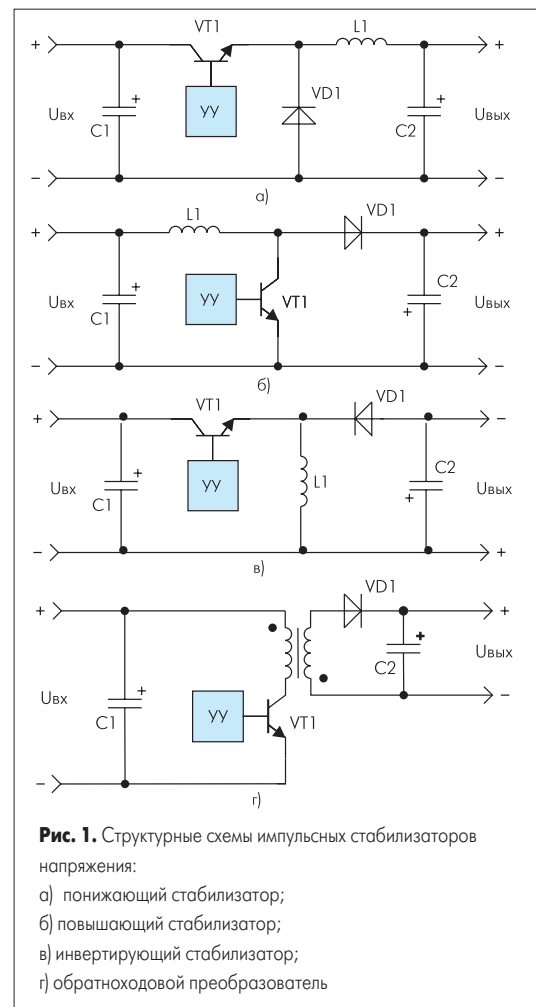 VT1
L1
+
+
+
+
Uвх
C1
УУ
VD1
C2
Uвых
–
–
а)
L1
VD1
+
+
Uвх
+
C1
УУ
VT1
C2
+
Uвых
–
–
б)
VT1
VD1
+
–
Uвх
+
C1
УУ
L1
C2
+
Uвых
–
+
в)
VD1
+
+
+
C2
Uвых
Uвх
+
C1
УУ
VT1
–
–
г)
Рис. 1. Структурные схемы импульсных стабилизаторов
напряжения:
а) понижающий стабилизатор;
б) повышающий стабилизатор;
в) инвертирующий стабилизатор;
г) обратноходовой преобразователь